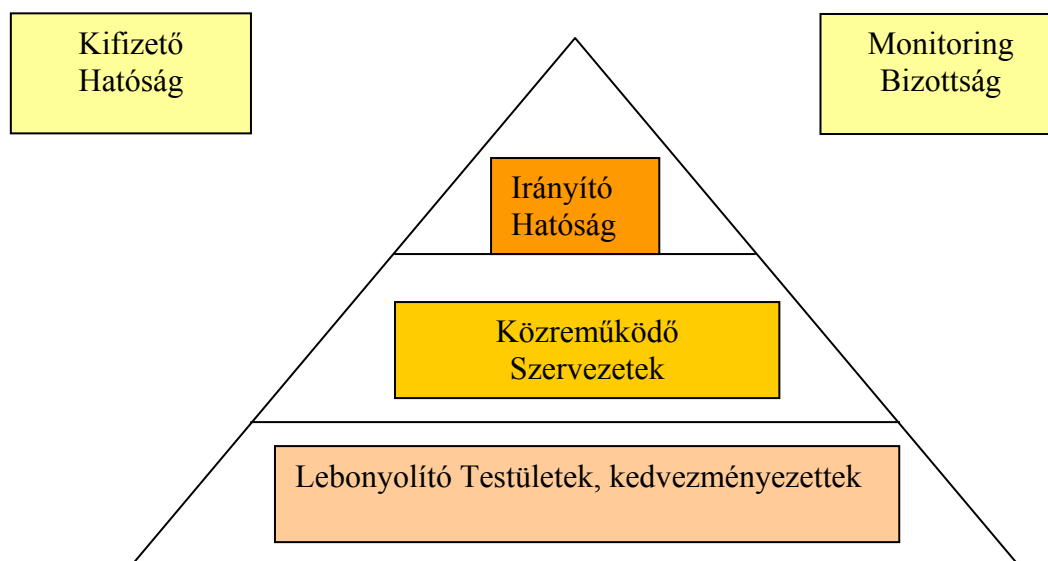 Kifizető
Hatóság
Monitoring
Bizottság
Irányító
Hatóság
Közreműködő
Szervezetek
Lebonyolító Testületek, kedvezményezettek